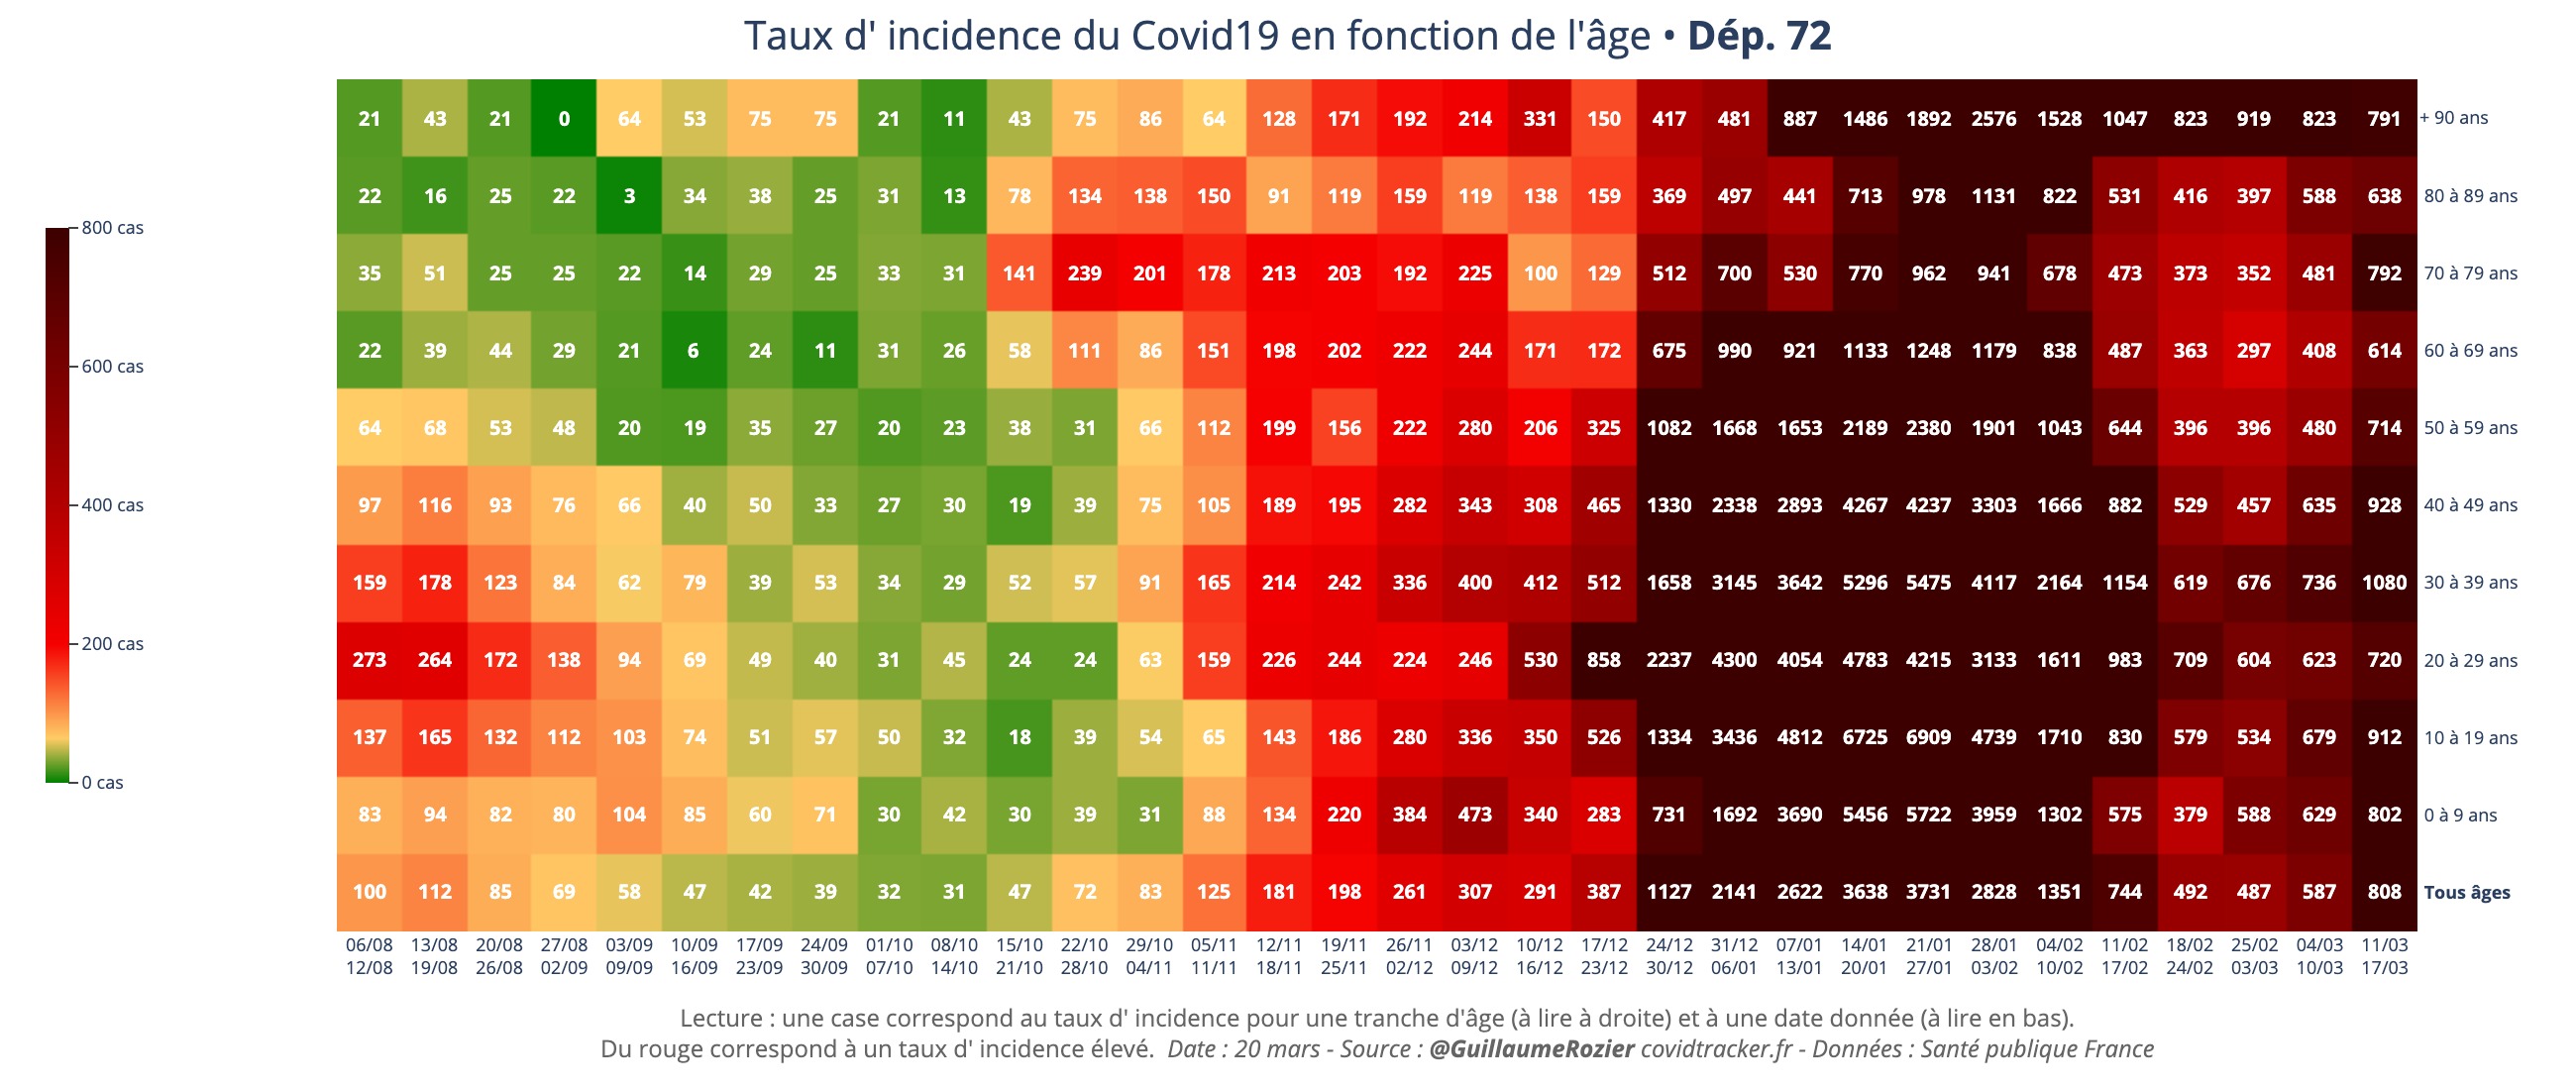 Taux d' incidence du Covid19 en fonction de l'âge • Dép. 72
21 43 21 0 64 53 75 75 21 11 43 75 86 64 128 171 192 214 331 150 417 481 887 1486 1892 2576 1528 1047 823 919 823 791 + 90 ans
22 16 25 22 3 34 38 25 31 13 78 134 138 150 91 119 159 119 138 159 369 497 441 713 978 1131 822 531 416 397 588 638 80 à 89 ans
800 cas
35 51 25 25 22 14 29 25 33 31 141 239 201 178 213 203 192 225 100 129 512 700 530 770 962 941 678 473 373 352 481 792 70 à 79 ans
22 39 44 29 21 6 24 11 31 26 58 111 86 151 198 202 222 244 171 172 675 990 921 1133 1248 1179 838 487 363 297 408 614 60 à 69 ans
600 cas
64 68 53 48 20 19 35 27 20 23 38 31 66 112 199 156 222 280 206 325 1082 1668 1653 2189 2380 1901 1043 644 396 396 480 714 50 à 59 ans
400 cas
97 116 93 76 66 40 50 33 27 30 19 39 75 105 189 195 282 343 308 465 1330 2338 2893 4267 4237 3303 1666 882 529 457 635 928 40 à 49 ans
159 178 123 84 62 79 39 53 34 29 52 57 91 165 214 242 336 400 412 512 1658 3145 3642 5296 5475 4117 2164 1154 619 676 736 1080 30 à 39 ans
200 cas
273 264 172 138 94 69 49 40 31 45 24 24 63 159 226 244 224 246 530 858 2237 4300 4054 4783 4215 3133 1611 983 709 604 623 720 20 à 29 ans
137 165 132 112 103 74 51 57 50 32 18 39 54 65 143 186 280 336 350 526 1334 3436 4812 6725 6909 4739 1710 830 579 534 679 912 10 à 19 ans
0 cas
83 94 82 80 104 85 60 71 30 42 30 39 31 88 134 220 384 473 340 283 731 1692 3690 5456 5722 3959 1302 575 379 588 629 802 0 à 9 ans
100 112 85 69 58 47 42 39 32 31 47 72 83 125 181 198 261 307 291 387 1127 2141 2622 3638 3731 2828 1351 744 492 487 587 808 Tous âges
06/08 13/08 20/08 27/08 03/09 10/09 17/09 24/09 01/10 08/10 15/10 22/10 29/10 05/11 12/11 19/11 26/11 03/12 10/12 17/12 24/12 31/12 07/01 14/01 21/01 28/01 04/02 11/02 18/02 25/02 04/03 11/03
12/08 19/08 26/08 02/09 09/09 16/09 23/09 30/09 07/10 14/10 21/10 28/10 04/11 11/11 18/11 25/11 02/12 09/12 16/12 23/12 30/12 06/01 13/01 20/01 27/01 03/02 10/02 17/02 24/02 03/03 10/03 17/03
Lecture : une case correspond au taux d' incidence pour une tranche d'âge (à lire à droite) et à une date donnée (à lire en bas).
Du rouge correspond à un taux d' incidence élevé. Date : 20 mars - Source : @GuillaumeRozier covidtracker.fr - Données : Santé publique France